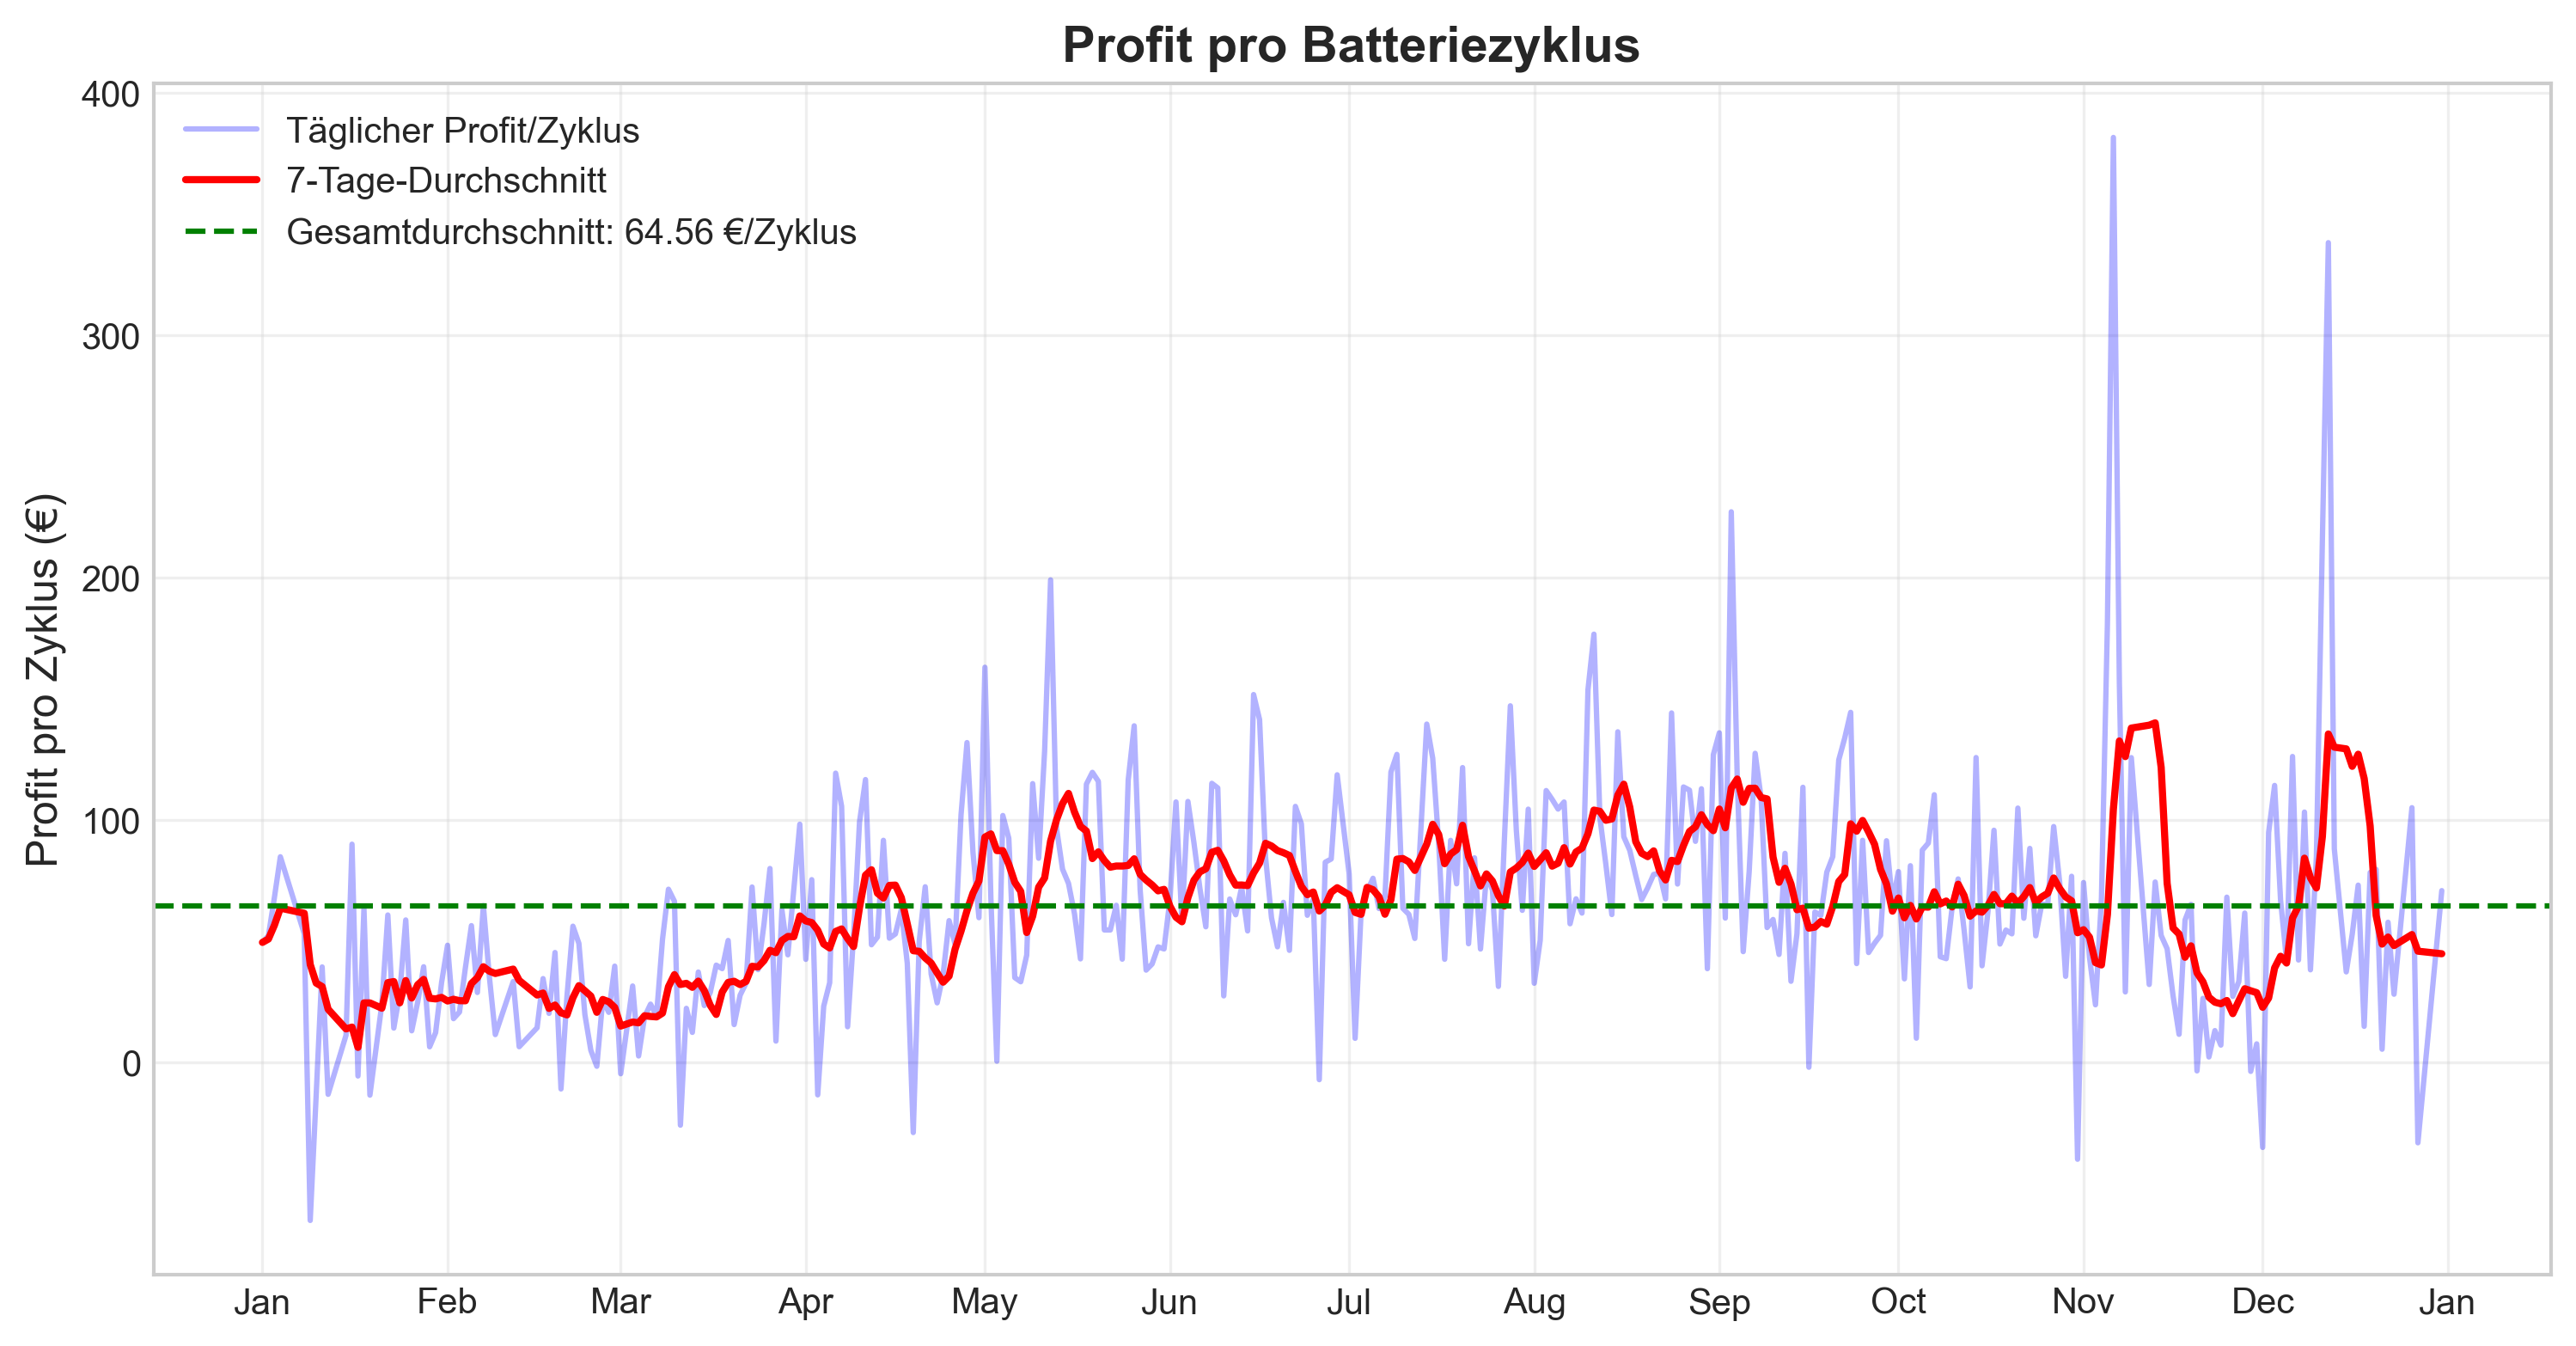 Profit pro Batteriezyklus
400
300
200
100
0
Profit pro Zyklus (€)
Täglicher Profit/Zyklus
7-Tage-Durchschnitt
Gesamtdurchschnitt: 64.56 €/Zyklus
Jan Feb Mar Apr May Jun Jul Aug Sep Oct Nov Dec Jan